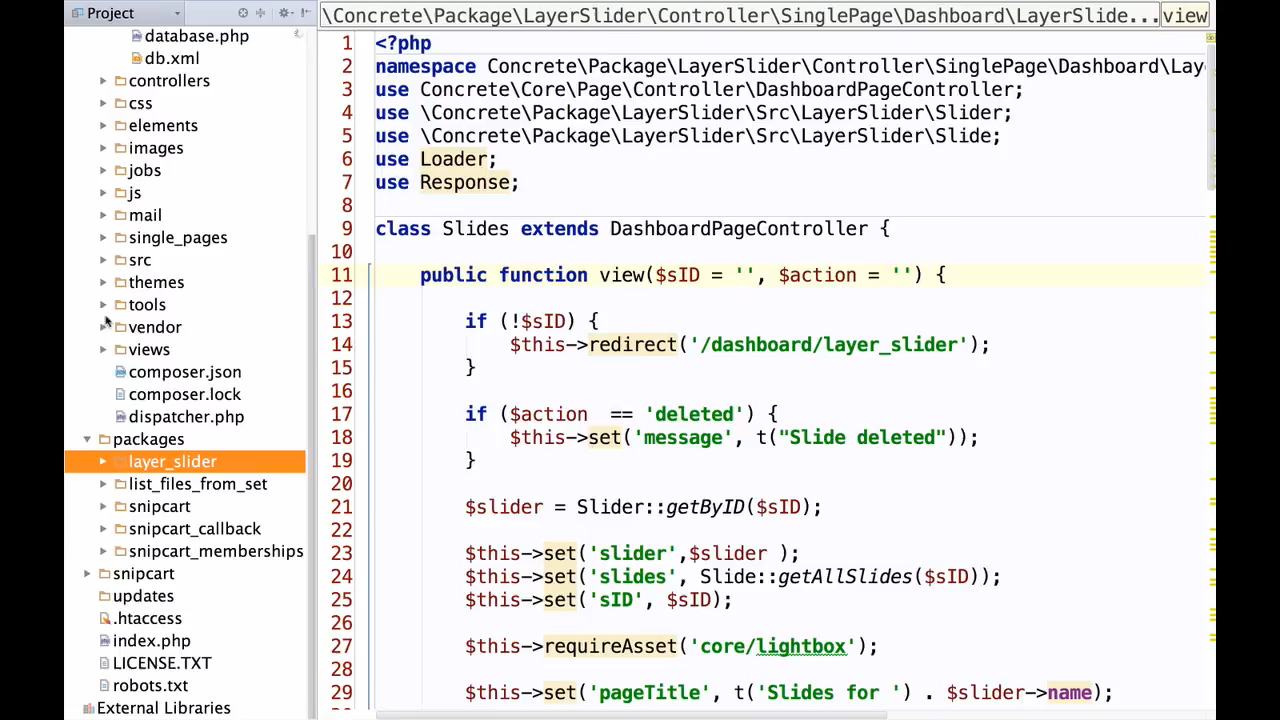 Project
database.php
db.xml
controllers
css
elements
images
jobs
js
mail
single_pages
src
themes
tools
vendor
views
composer.json
composer.lock
dispatcher.php
packages
layer_slider
list_files_from_set
snipcart
snipcart_callback
snipcart_memberships
snipcart
updates
.htaccess
index.php
LICENSE.TXT
robots.txt
External Libraries
\Concrete\Package\LayerSlider\Controller\SinglePage\Dashboard\LayerSlide... view
1 <?php
2 namespace Concrete\Package\LayerSlider\Controller\SinglePage\Dashboard\Lay
3 use Concrete\Core\Page\Controller\DashboardPageController;
4 use \Concrete\Package\LayerSlider\Src\LayerSlider\Slider;
5 use \Concrete\Package\LayerSlider\Src\LayerSlider\Slide;
6 use Loader;
7 use Response;
8
9 class Slides extends DashboardPageController {
10
11 public function view($sID = '', $action = '') {
12
13 if (!$sID) {
14 $this->redirect('/dashboard/layer_slider');
15 }
16
17 if ($action  == 'deleted') {
18 $this->set('message', t("Slide deleted"));
19 }
20
21 $slider = Slider::getByID($sID);
22
23 $this->set('slider',$slider );
24 $this->set('slides', Slide::getAllSlides($sID));
25 $this->set('sID', $sID);
26
27 $this->requireAsset('core/lightbox');
28
29 $this->set('pageTitle', t('Slides for ') . $slider->name);